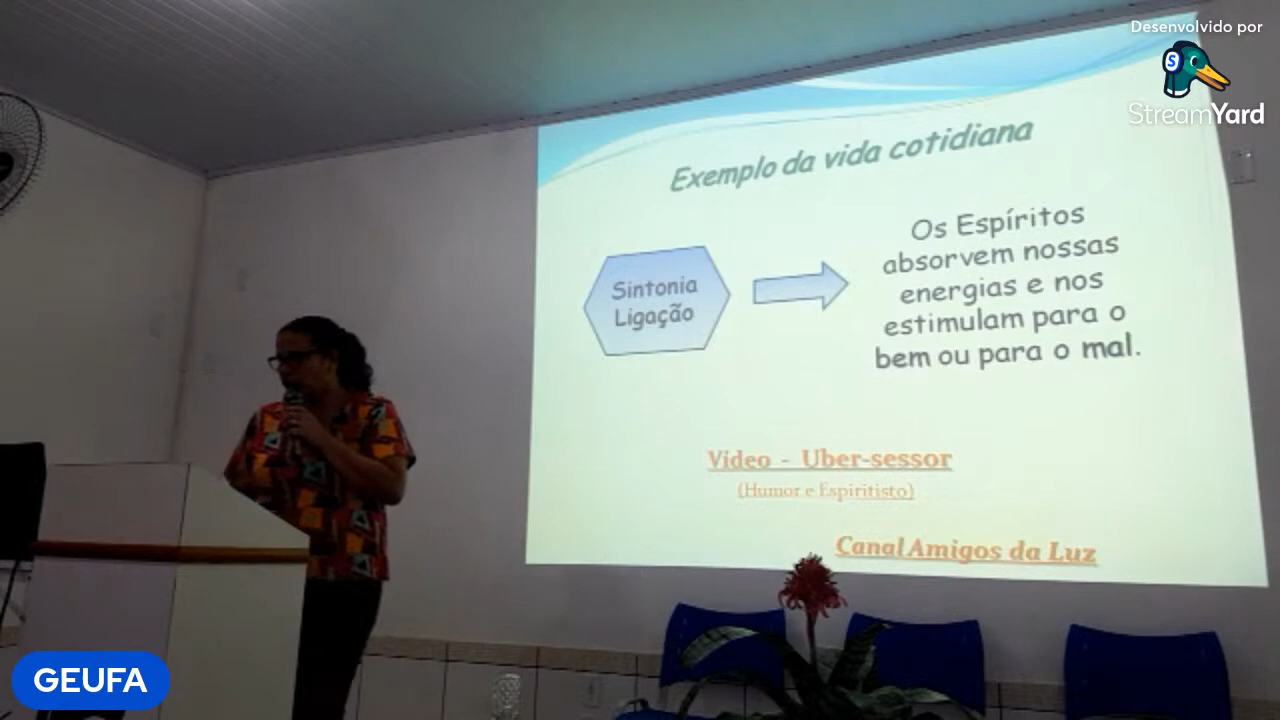 Desenvolvido por
StreamYard
Exemplo da vida cotidiana
Sintonia
Ligação
Os Espíritos
absorvem nossas
energias e nos
estimulam para o
bem ou para o mal.
Video - Uber-sessor
(Humor e Espiritisto)
Canal Amigos da Luz
GEUFA